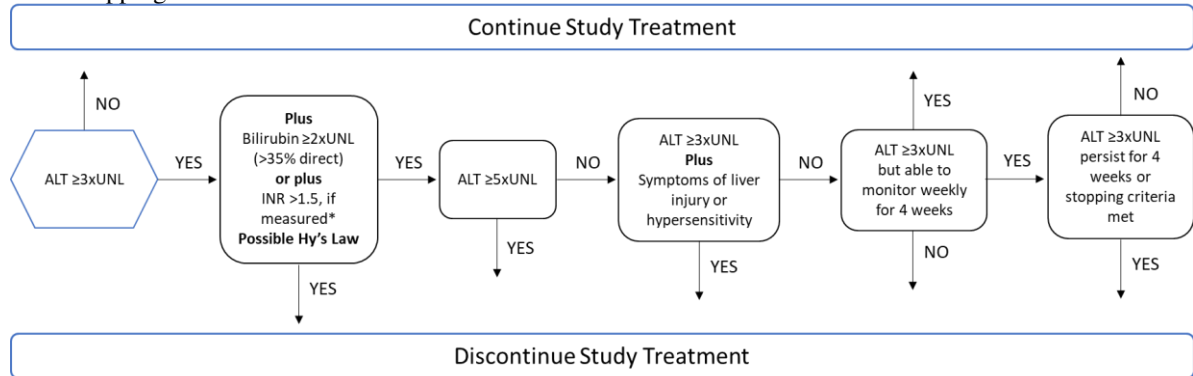 pping
Continue Study Treatment
NO
ALT ≥3xUNL
YES
Plus
Bilirubin ≥2xUNL
(>35% direct)
or plus
INR >1.5, if
measured*
Possible Hy's Law
YES
YES
ALT ≥5xUNL
YES
NO
ALT ≥3xUNL
Plus
Symptoms of liver
injury or
hypersensitivity
YES
NO
YES
ALT ≥3xUNL
but able to
monitor weekly
for 4 weeks
NO
YES
NO
ALT ≥3xUNL
persist for 4
weeks or
stopping criteria
met
YES
Discontinue Study Treatment